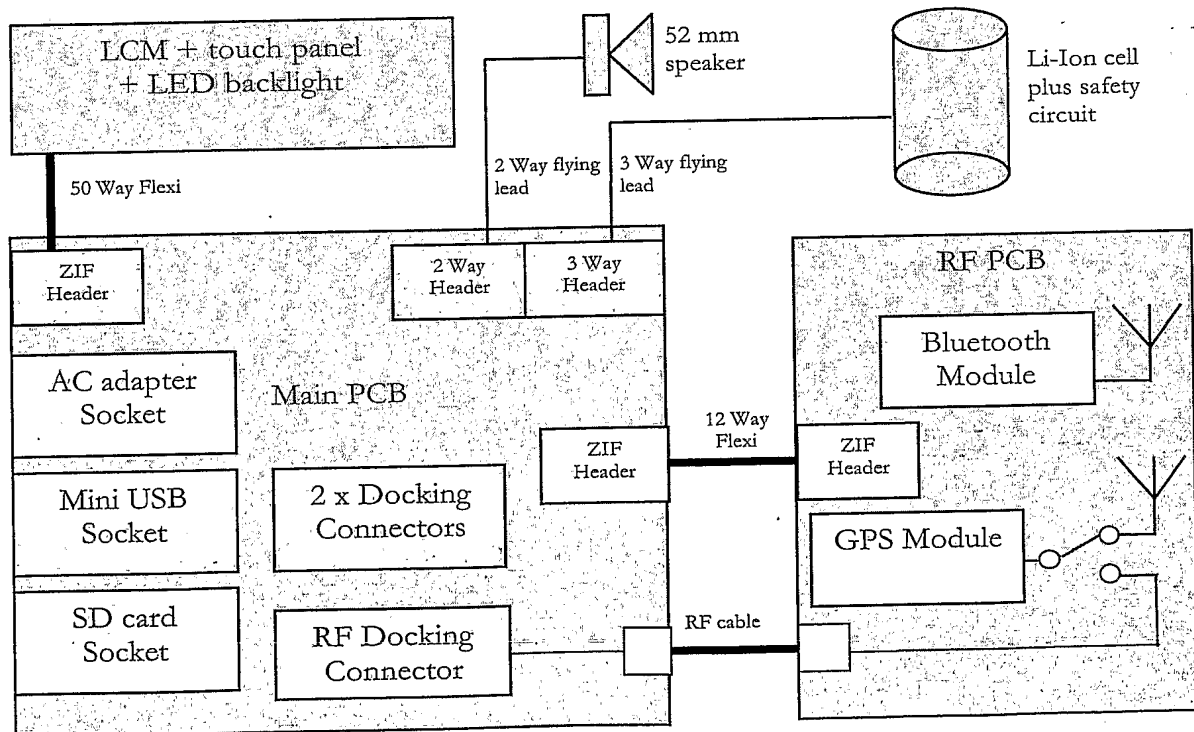 LCM + touch panel
+ LED backlight
52 mm
speaker
Li-Ion cell
plus safety
circuit
50 Way Flexi
2 Way flying
lead
3 Way flying
lead
ZIF
Header
2 Way
Header
3 Way
Header
RF PCB
Bluetooth
Module
AC adapter
Socket
Main PCB
12 Way
Flexi
ZIF
Header
ZIF
Header
Mini USB
Socket
2 x Docking
Connectors
GPS Module
SD card
Socket
RF Docking
Connector
RF cable